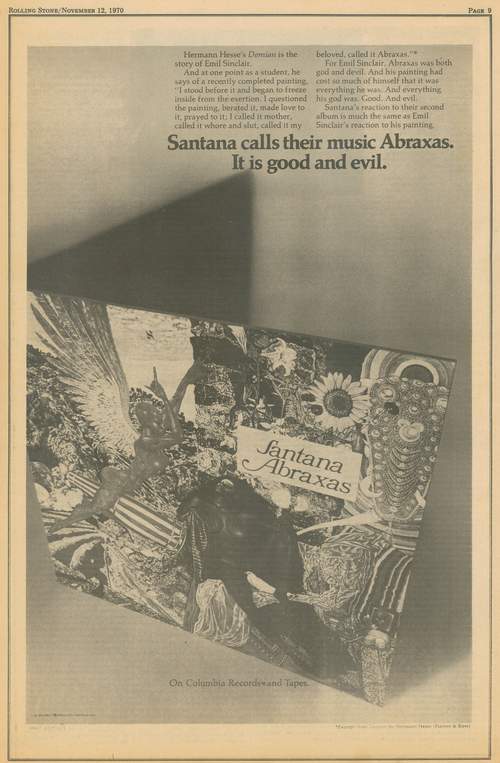 ROLLING STONE/NOVEMBER 12, 1970
PAGE 9
Hermann Hesse's Demian is the
story of Emil Sinclair.
And at one point as a student, he
says of a recently completed painting,
"I stood before it and began to freeze
inside from the exertion. I questioned
the painting, berated it, made love to
it, prayed to it; I called it mother,
called it whore and slut, called it my
beloved, called it Abraxas."*
For Emil Sinclair, Abraxas was both
god and devil. And his painting had
cost so much of himself that it was
everything he was. And everything
his god was. Good. And evil.
Santana's reaction to their second
album is much the same as Emil
Sinclair's reaction to his painting.
Santana calls their music Abraxas.
It is good and evil.
Santana
Abraxas
On Columbia Records and Tapes.
Hermann Hesse (Harper & Row)